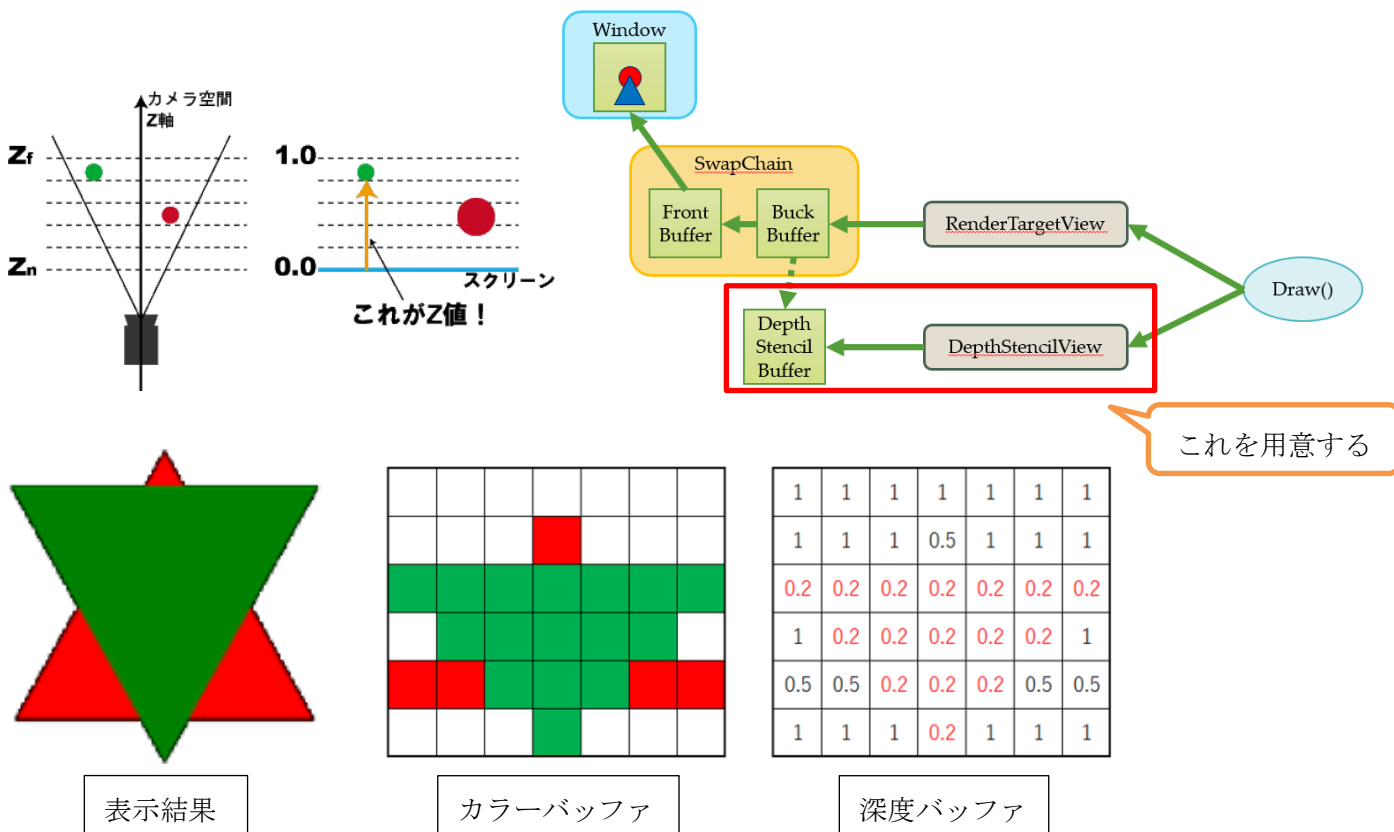 カメラ空間
Z軸
Zf
Zn
1.0
0.0
スクリーン
これがZ値！
Window
SwapChain
Front
Buffer
Buck
Buffer
RenderTargetView
Draw()
Depth
Stencil
Buffer
DepthStencilView
これを用意する
1 1 1 1 1 1 1
1 1 1 0.5 1 1 1
0.2 0.2 0.2 0.2 0.2 0.2 0.2
1 0.2 0.2 0.2 0.2 0.2 1
0.5 0.5 0.2 0.2 0.2 0.5 0.5
1 1 1 0.2 1 1 1
表示結果
カラーバッファ
深度バッファ